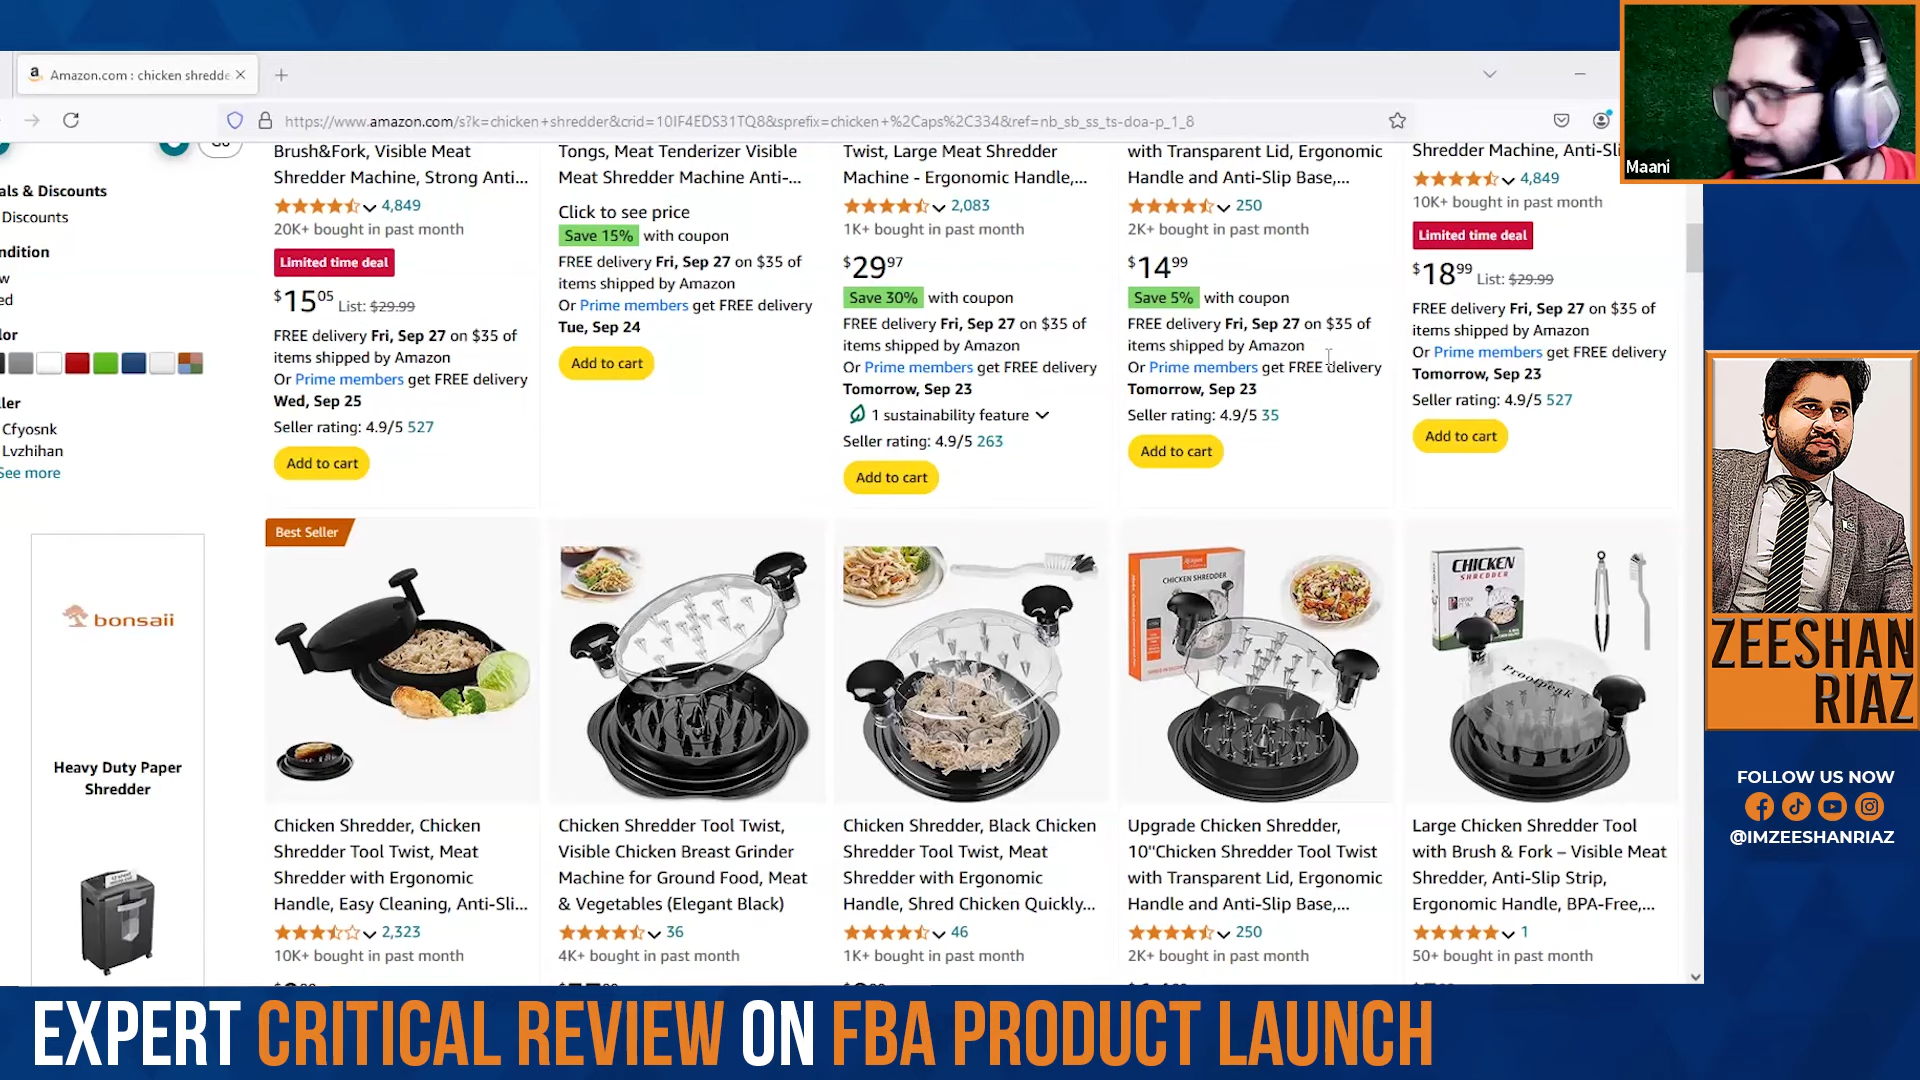 Amazon.com : chicken shredde
https://www.amazon.com/s?k=chicken+shredder&crid=10IF4EDS31TQ8&sprefix=chicken+%2Caps%2C334&ref=nb_sb_ss_ts-doa-p_1_8
Maani
als & Discounts
Discounts
ondition
w
ed
lor
ller
Cfyosnk
Lvzhihan
See more
bonsaii
Heavy Duty Paper
Shredder
Brush&Fork, Visible Meat
Shredder Machine, Strong Anti...
4,849
20K+ bought in past month
Limited time deal
$1505 List: $29.99
FREE delivery Fri, Sep 27 on $35 of
items shipped by Amazon
Or Prime members get FREE delivery
Wed, Sep 25
Seller rating: 4.9/5 527
Add to cart
Tongs, Meat Tenderizer Visible
Meat Shredder Machine Anti-...
Click to see price
Save 15% with coupon
FREE delivery Fri, Sep 27 on $35 of
items shipped by Amazon
Or Prime members get FREE delivery
Tue, Sep 24
Add to cart
Twist, Large Meat Shredder
Machine - Ergonomic Handle,...
2,083
1K+ bought in past month
$2997
Save 30% with coupon
FREE delivery Fri, Sep 27 on $35 of
items shipped by Amazon
Or Prime members get FREE delivery
Tomorrow, Sep 23
1 sustainability feature
Seller rating: 4.9/5 263
Add to cart
with Transparent Lid, Ergonomic
Handle and Anti-Slip Base,...
250
2K+ bought in past month
$1499
Save 5% with coupon
FREE delivery Fri, Sep 27 on $35 of
items shipped by Amazon
Or Prime members get FREE delivery
Tomorrow, Sep 23
Seller rating: 4.9/5 35
Add to cart
Shredder Machine, Anti-Sli
4,849
10K+ bought in past month
Limited time deal
$1899 List: $29.99
FREE delivery Fri, Sep 27 on $35 of
items shipped by Amazon
Or Prime members get FREE delivery
Tomorrow, Sep 23
Seller rating: 4.9/5 527
Add to cart
Best Seller
Chicken Shredder, Chicken
Shredder Tool Twist, Meat
Shredder with Ergonomic
Handle, Easy Cleaning, Anti-Sli...
2,323
10K+ bought in past month
Chicken Shredder Tool Twist,
Visible Chicken Breast Grinder
Machine for Ground Food, Meat
& Vegetables (Elegant Black)
36
4K+ bought in past month
Chicken Shredder, Black Chicken
Shredder Tool Twist, Meat
Shredder with Ergonomic
Handle, Shred Chicken Quickly...
46
1K+ bought in past month
CHICKEN SHREDDER
Upgrade Chicken Shredder,
10"Chicken Shredder Tool Twist
with Transparent Lid, Ergonomic
Handle and Anti-Slip Base,...
250
2K+ bought in past month
CHICKEN
SHREDDER
Proofpeak
Large Chicken Shredder Tool
with Brush & Fork – Visible Meat
Shredder, Anti-Slip Strip,
Ergonomic Handle, BPA-Free,...
1
50+ bought in past month
ZEESHAN
RIAZ
FOLLOW US NOW
@IMZEESHANRIAZ
EXPERT CRITICAL REVIEW ON FBA PRODUCT LAUNCH